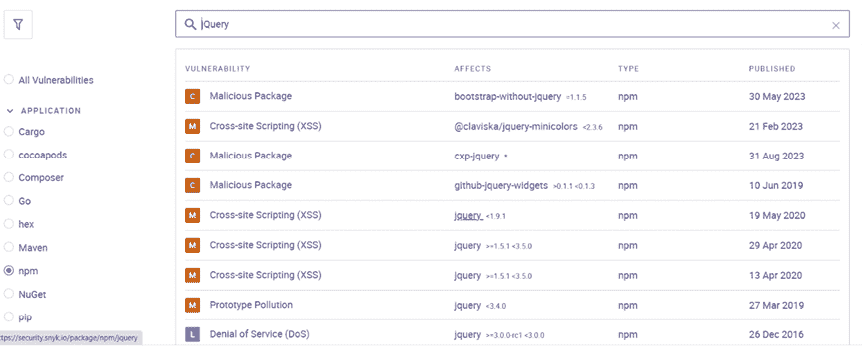 jQuery
VULNERABILITY AFFECTS TYPE PUBLISHED
All Vulnerabilities
APPLICATION
Cargo
cocoapods
Composer
Go
hex
Maven
npm
NuGet
pip
C Malicious Package bootstrap-without-jquery <1.1.5 npm 30 May 2023
M Cross-site Scripting (XSS) @claviska/jquery-minicolors <2.3.6 npm 21 Feb 2023
C Malicious Package cxp-jquery * npm 31 Aug 2023
C Malicious Package github-jquery-widgets >0.1.1 <0.1.3 npm 10 Jun 2019
M Cross-site Scripting (XSS) jquery <1.9.1 npm 19 May 2020
M Cross-site Scripting (XSS) jquery >=1.5.1 <3.5.0 npm 29 Apr 2020
M Cross-site Scripting (XSS) jquery >=1.5.1 <3.5.0 npm 13 Apr 2020
M Prototype Pollution jquery <3.4.0 npm 27 Mar 2019
L Denial of Service (DoS) jquery >=3.0.0-rc1 <3.0.0 npm 26 Dec 2016
ttps://security.snyk.io/package/npm/jquery